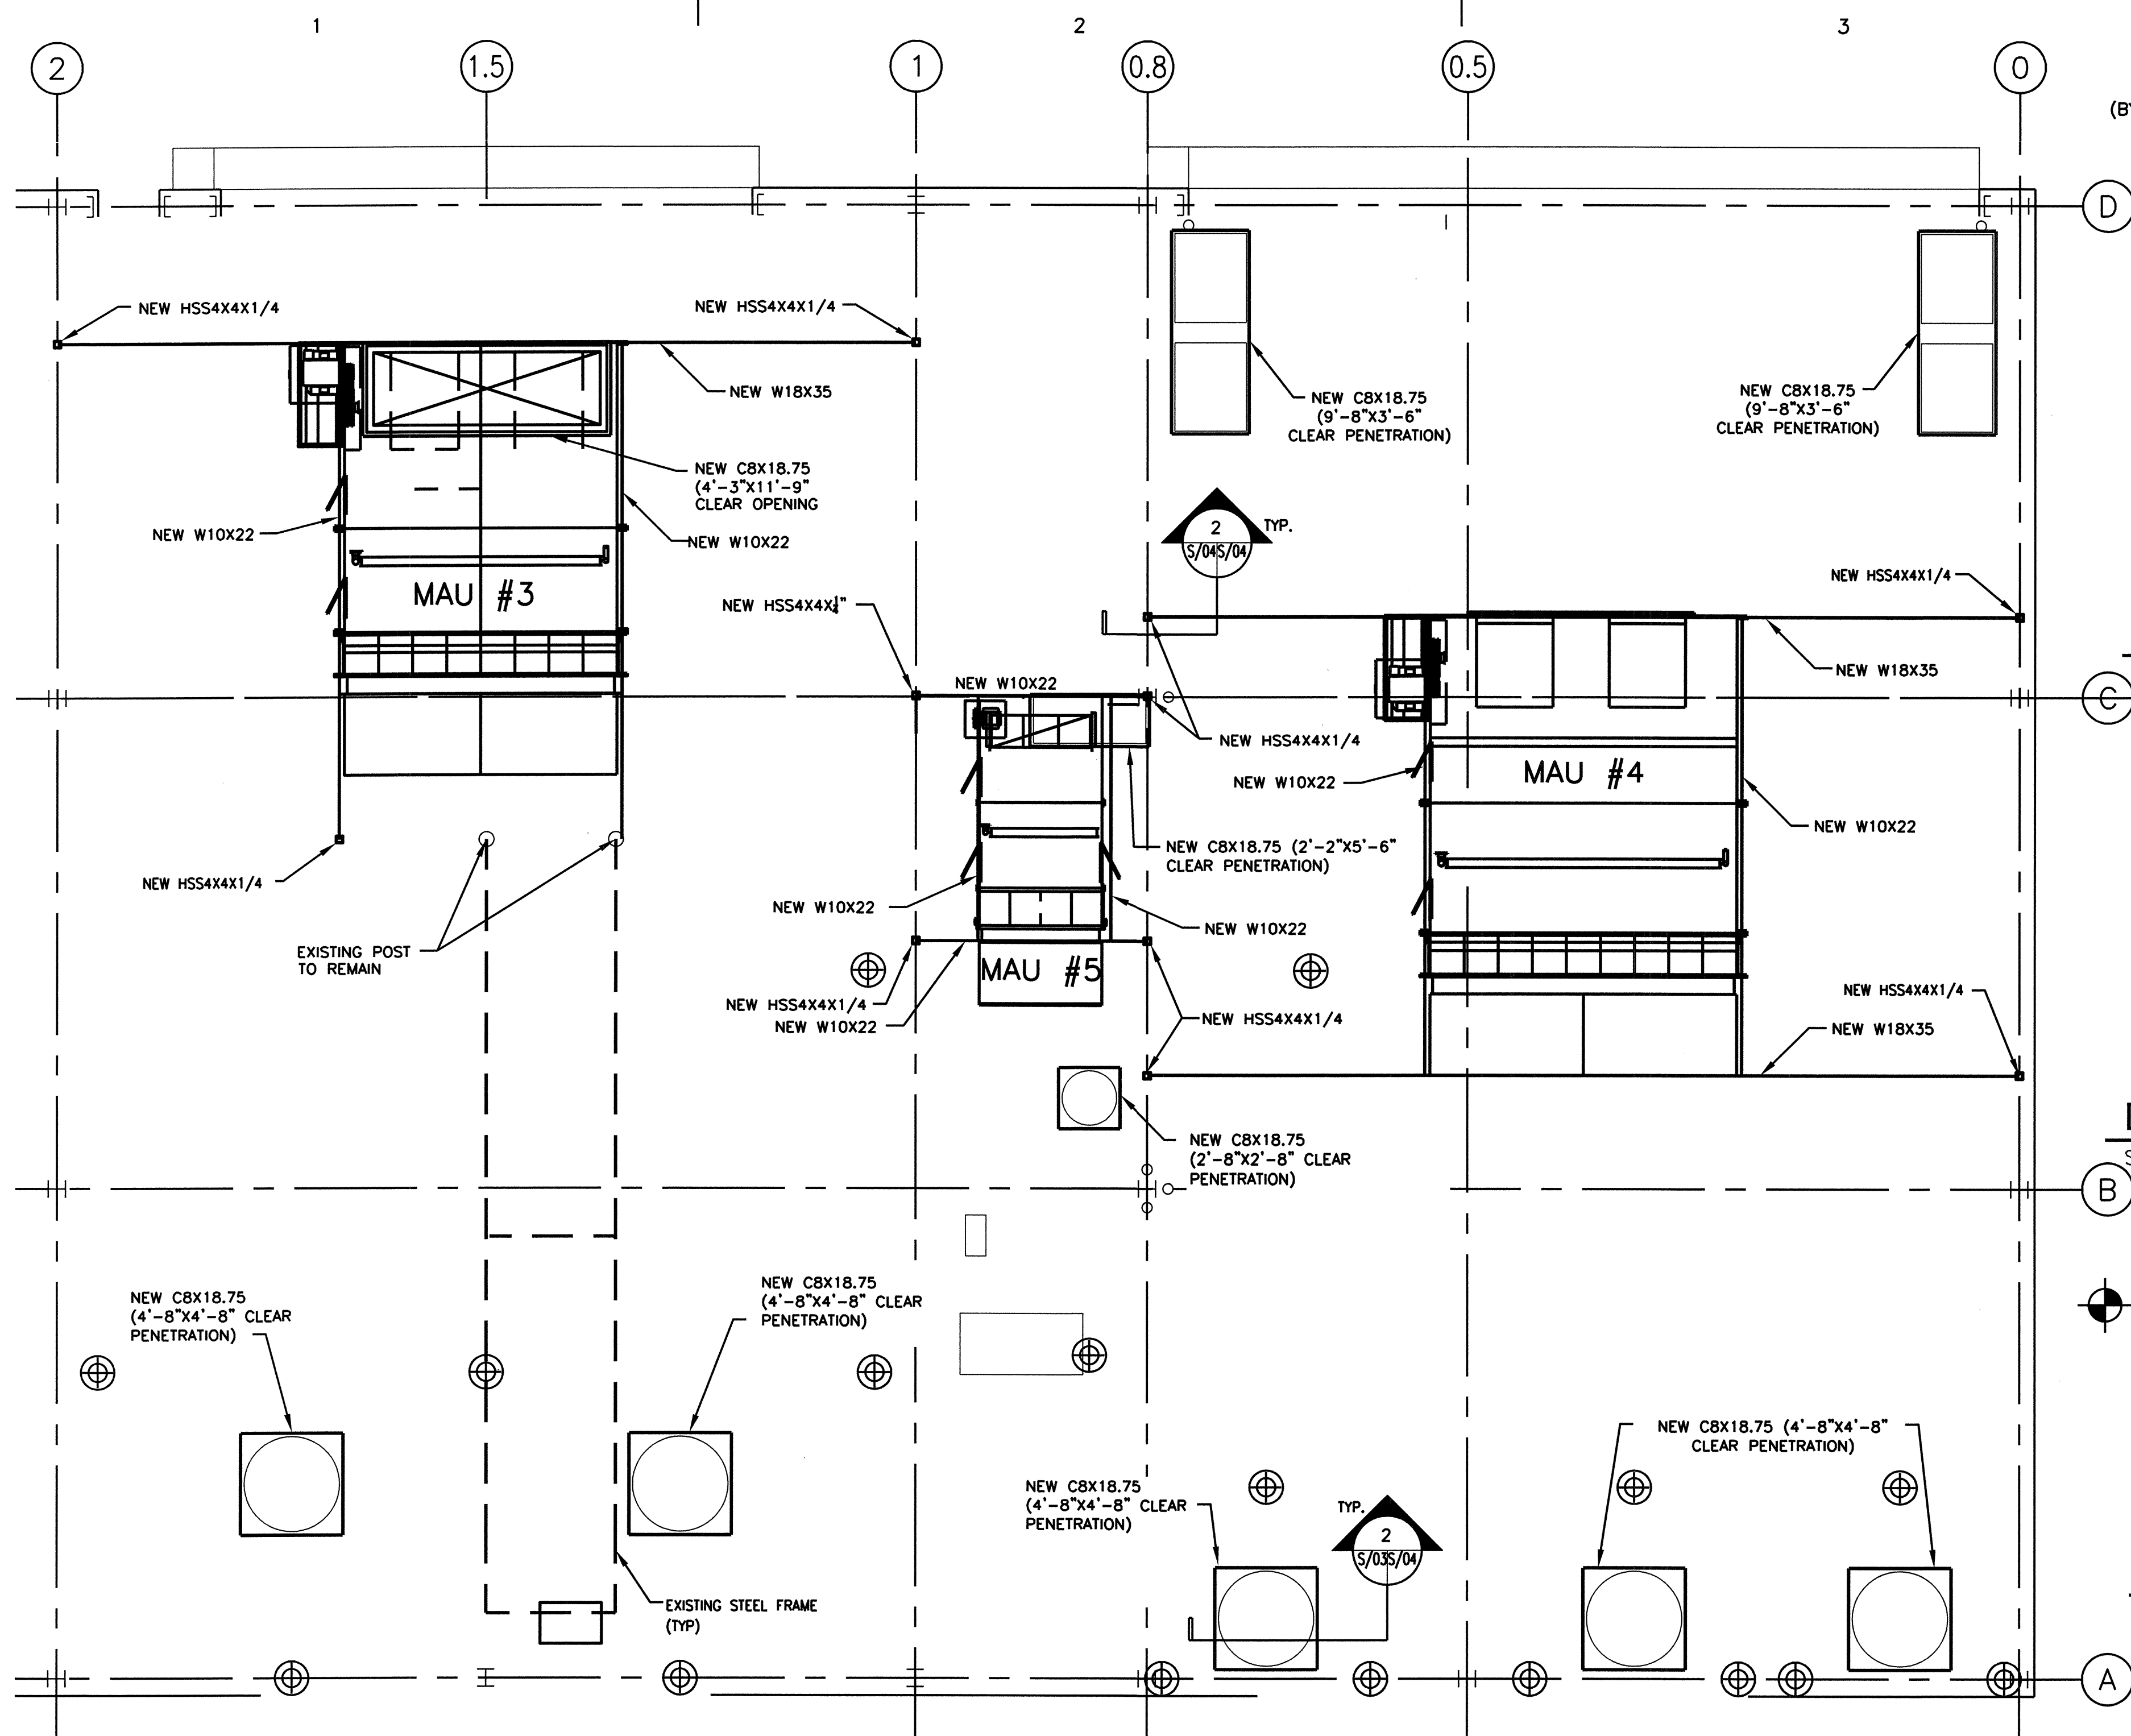 1
2
3
2
1.5
1
0.8
0.5
0
D
NEW HSS4X4X1/4
NEW HSS4X4X1/4
NEW W18X35
NEW C8X18.75
(9'-8"X3'-6"
CLEAR PENETRATION)
NEW C8X18.75
(9'-8"X3'-6"
CLEAR PENETRATION)
NEW C8X18.75
(4'-3"X11'-9"
CLEAR OPENING
NEW W10X22
NEW W10X22
2
S/04 S/04
TYP.
MAU #3
NEW HSS4X4X1/4
NEW HSS4X4X¼"
NEW W18X35
NEW W10X22
C
NEW HSS4X4X1/4
NEW W10X22
MAU #4
NEW W10X22
NEW C8X18.75 (2'-2"X5'-6"
CLEAR PENETRATION)
NEW HSS4X4X1/4
NEW W10X22
NEW W10X22
EXISTING POST
TO REMAIN
MAU #5
NEW HSS4X4X1/4
NEW W10X22
NEW HSS4X4X1/4
NEW HSS4X4X1/4
NEW W18X35
NEW C8X18.75
(2'-8"X2'-8" CLEAR
PENETRATION)
B
NEW C8X18.75
(4'-8"X4'-8" CLEAR
PENETRATION)
NEW C8X18.75
(4'-8"X4'-8" CLEAR
PENETRATION)
NEW C8X18.75 (4'-8"X4'-8"
CLEAR PENETRATION)
NEW C8X18.75
(4'-8"X4'-8" CLEAR
PENETRATION)
TYP.
2
S/03 S/04
EXISTING STEEL FRAME
(TYP)
A